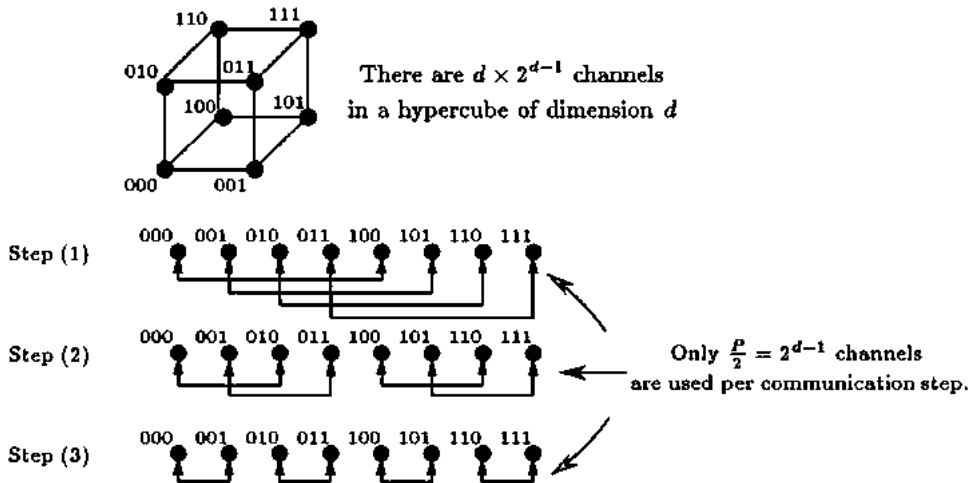 110 111
010 011
There are d × 2^{d-1} channels
100 101
in a hypercube of dimension d
000 001
000 001 010 011 100 101 110 111
Step (1)
000 001 010 011 100 101 110 111
Step (2)
Only P/2 = 2^{d-1} channels
are used per communication step.
000 001 010 011 100 101 110 111
Step (3)